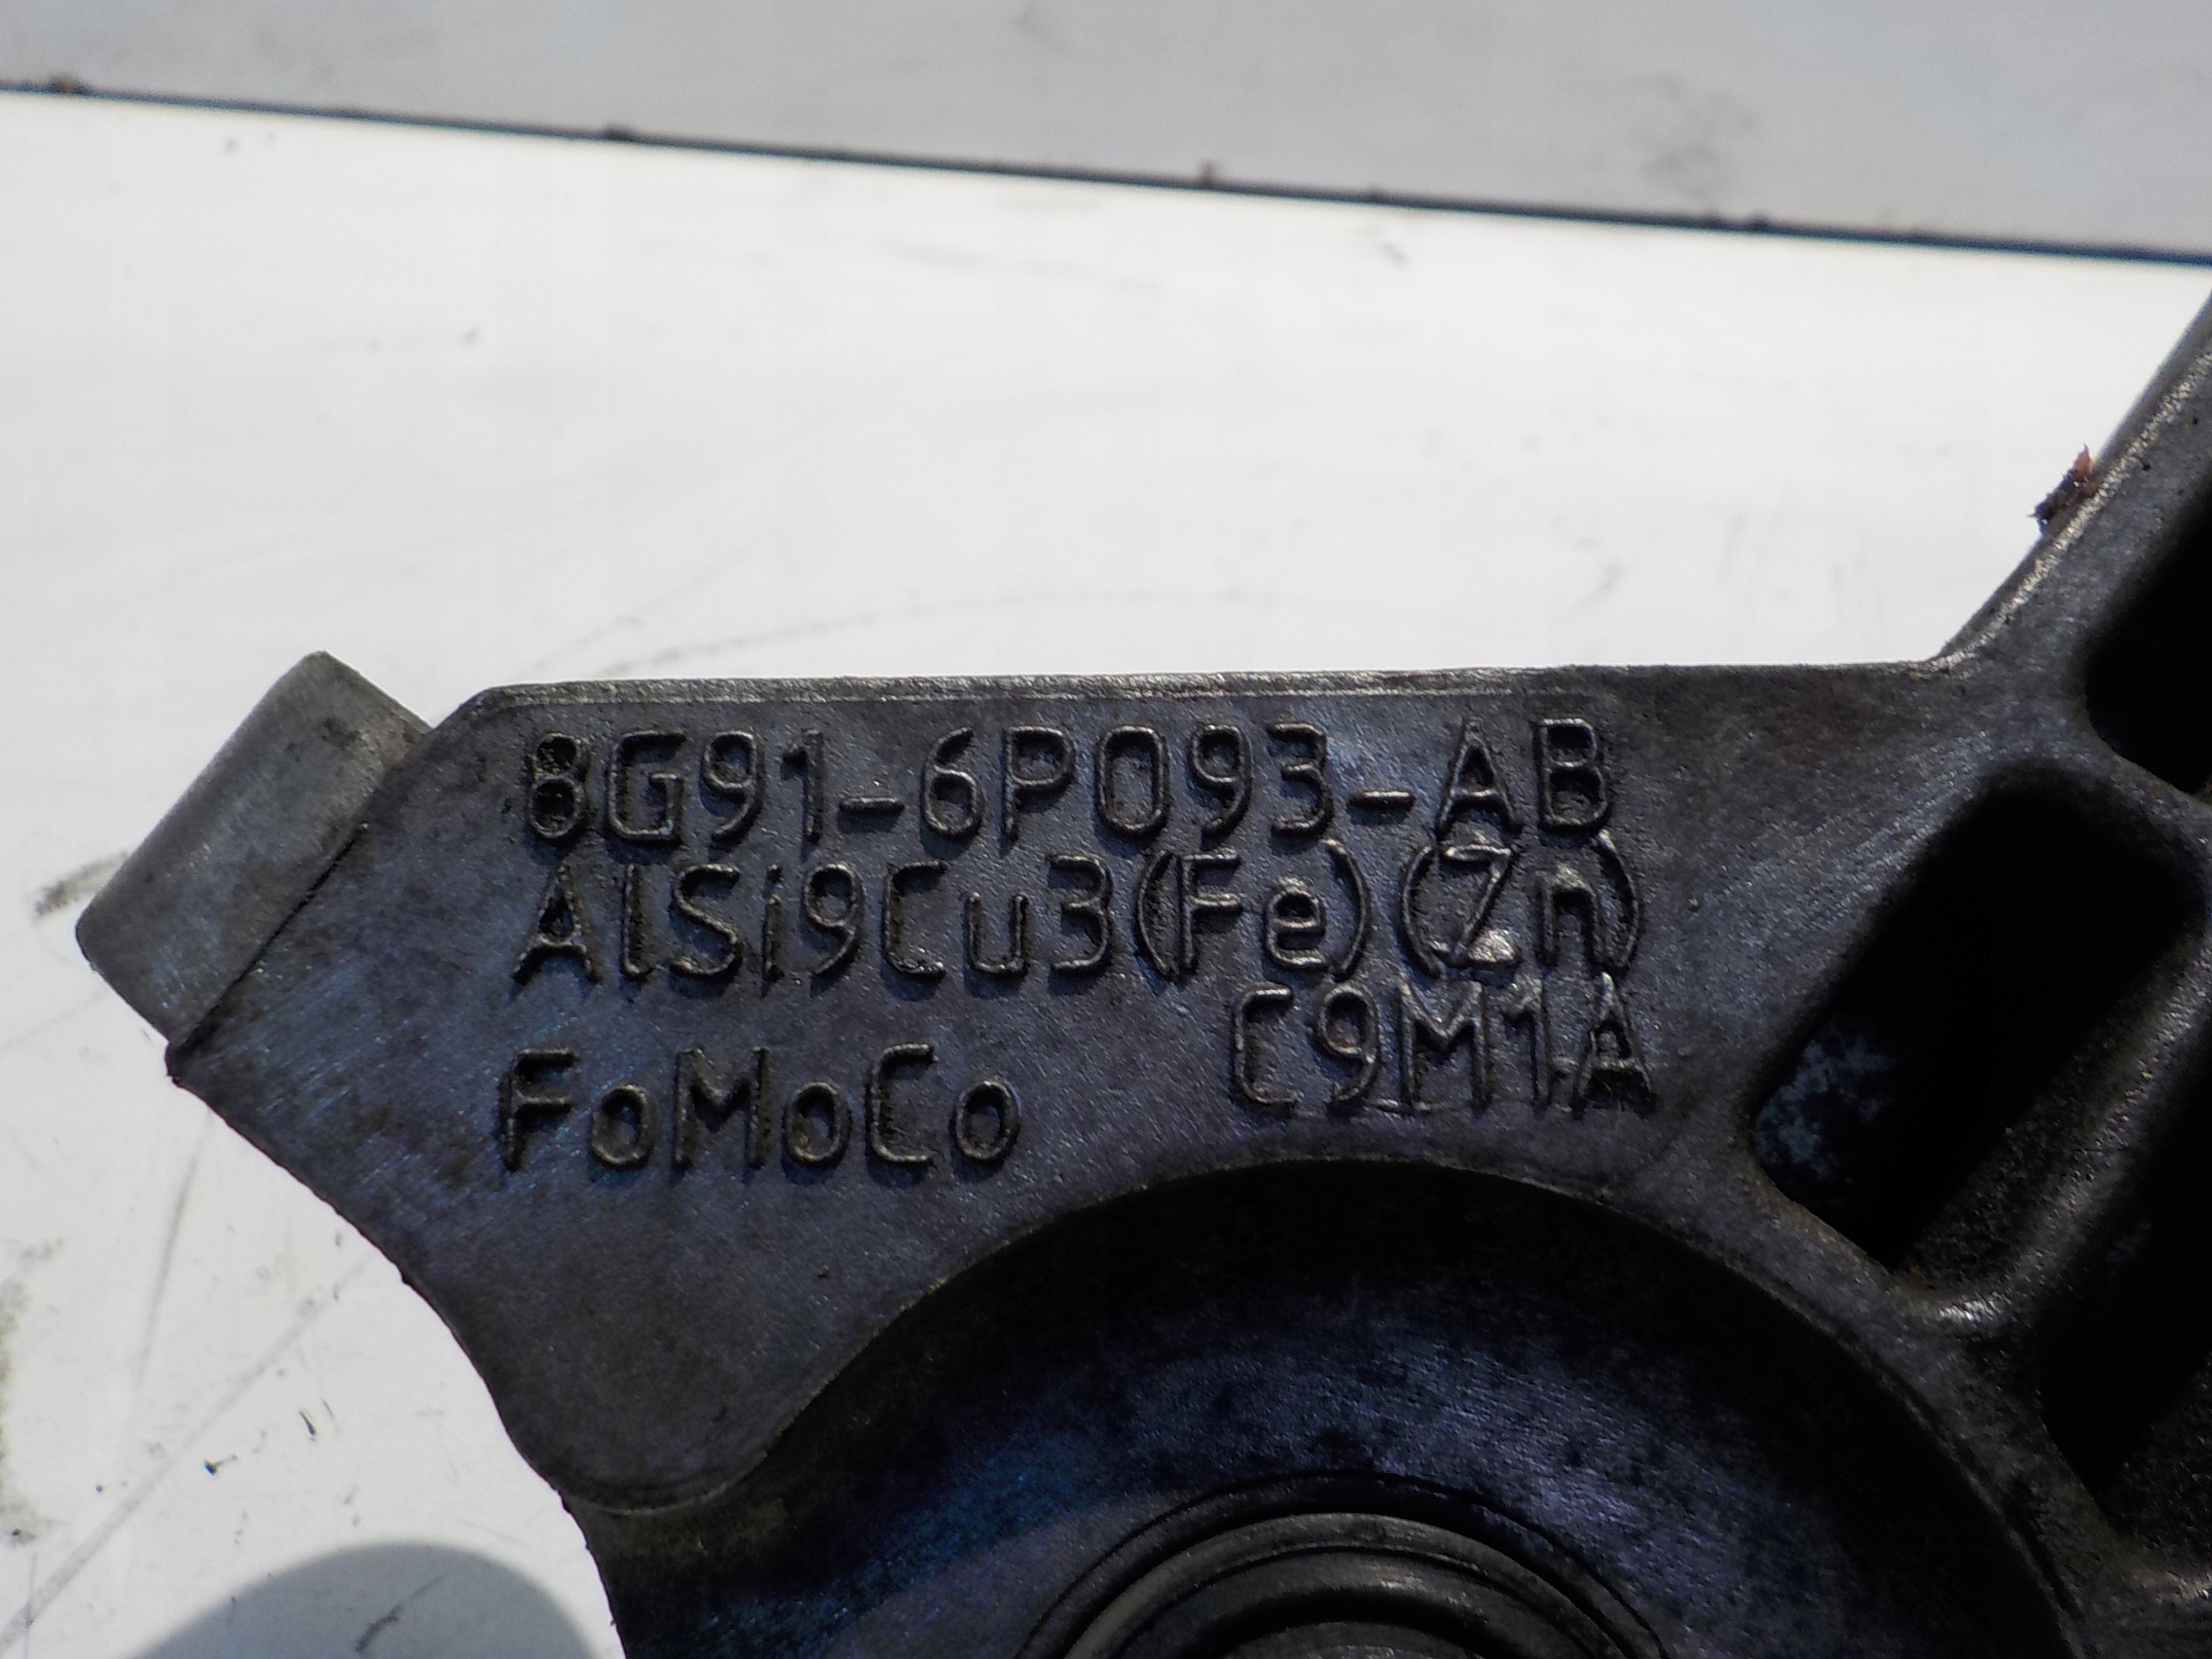 8G91-6P093-AB
AlSi9Cu3(Fe)(Zn)
C9M1A
FoMoCo